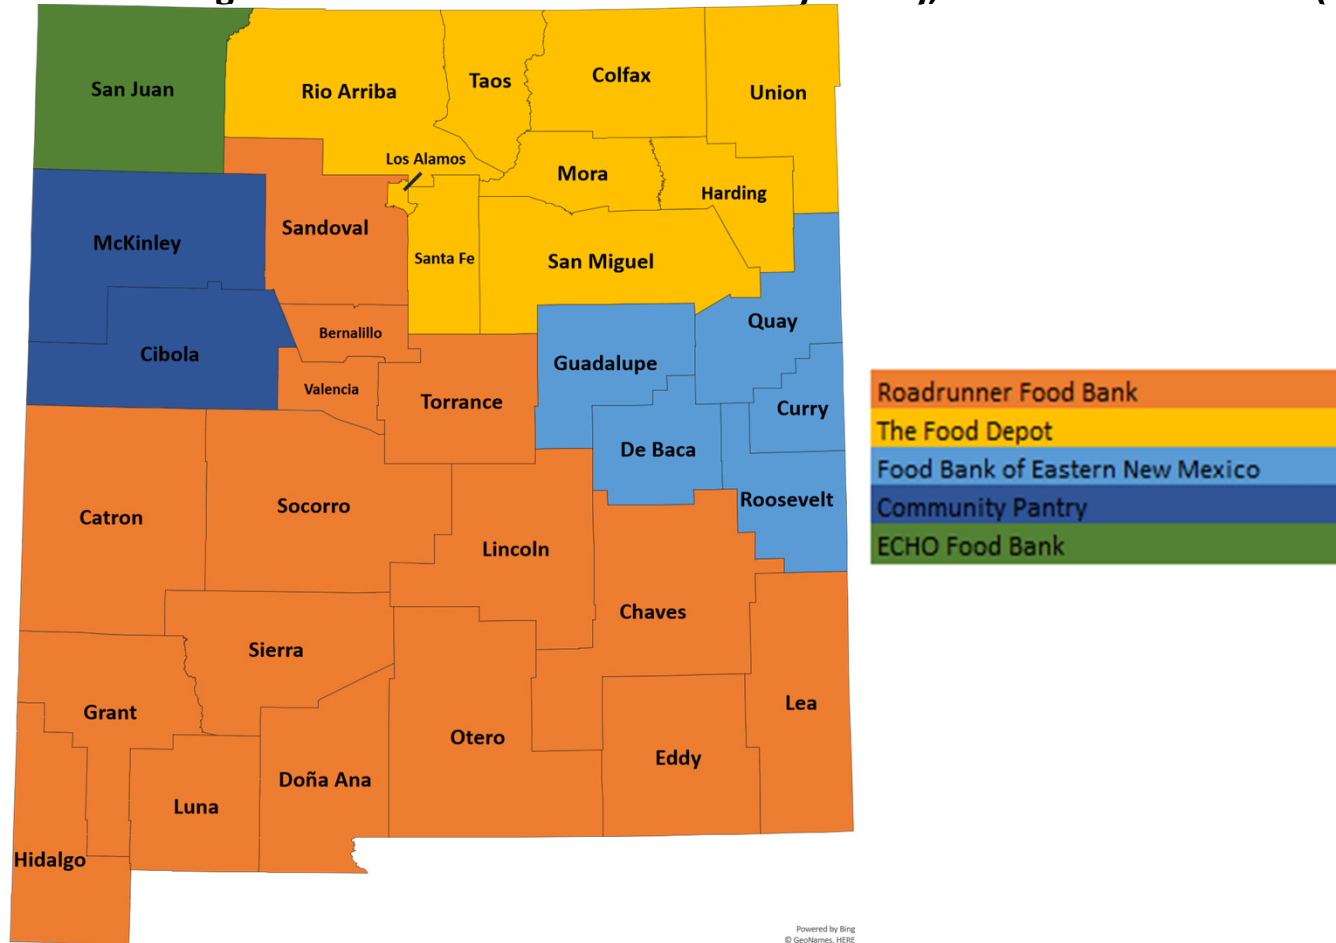 San Juan
Rio Arriba
Taos
Colfax
Union
Los Alamos
Mora
Harding
McKinley
Sandoval
Santa Fe
San Miguel
Quay
Bernalillo
Cibola
Guadalupe
Valencia
Torrance
Curry
De Baca
Roosevelt
Catron
Socorro
Lincoln
Chaves
Sierra
Grant
Lea
Otero
Eddy
Doña Ana
Luna
Hidalgo
Roadrunner Food Bank
The Food Depot
Food Bank of Eastern New Mexico
Community Pantry
ECHO Food Bank
Powered by Bing
© GeoNames, HERE